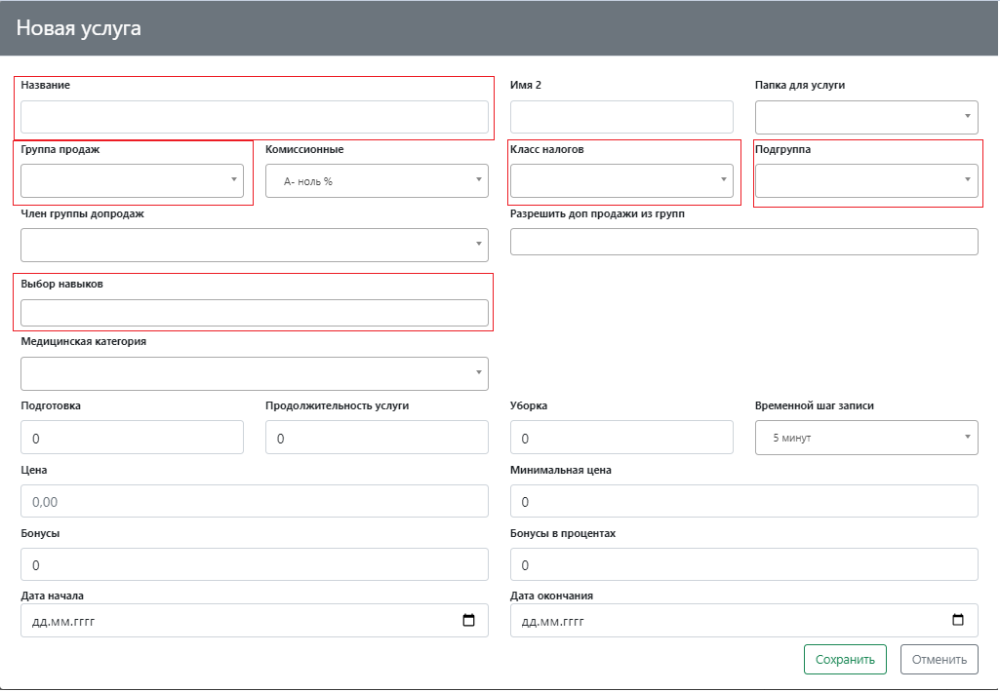 Новая услуга
Название
Имя 2
Папка для услуги
Группа продаж
Комиссионные
Класс налогов
Подгруппа
А- ноль %
Член группы допродаж
Разрешить доп продажи из групп
Выбор навыков
Медицинская категория
Подготовка
Продолжительность услуги
Уборка
Временной шаг записи
0
0
0
5 минут
Цена
Минимальная цена
0,00
0
Бонусы
Бонусы в процентах
0
0
Дата начала
Дата окончания
дд.мм.гггг
дд.мм.гггг
Сохранить
Отменить